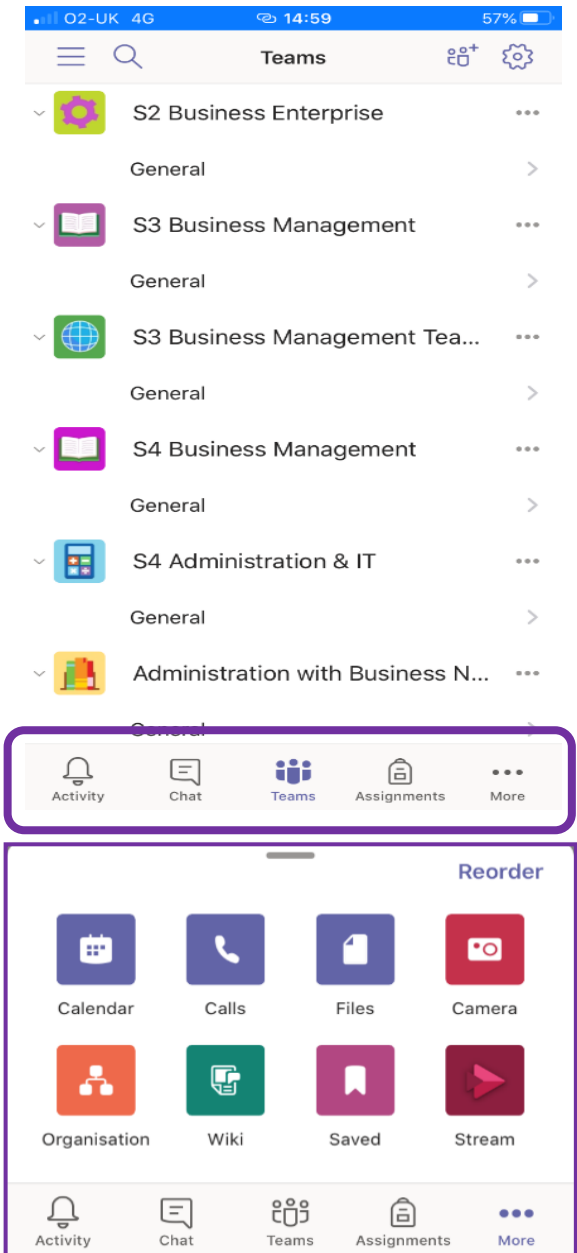 O2-UK 4G 14:59 57%
Teams
S2 Business Enterprise
General
S3 Business Management
General
S3 Business Management Tea...
General
S4 Business Management
General
S4 Administration & IT
General
Administration with Business N...
General
Activity Chat Teams Assignments More
Reorder
Calendar Calls Files Camera
Organisation Wiki Saved Stream
Activity Chat Teams Assignments More